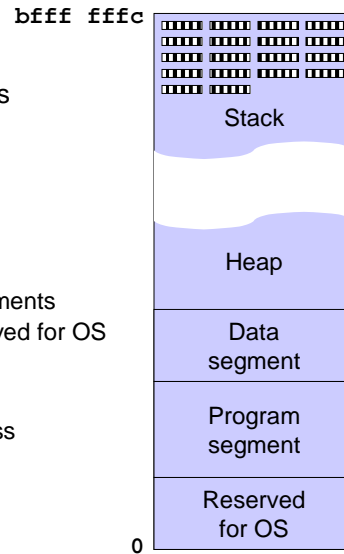 bfff fffc
s
Stack
Heap
ments
ved for OS
Data
segment
ss
Program
segment
Reserved
for OS
0